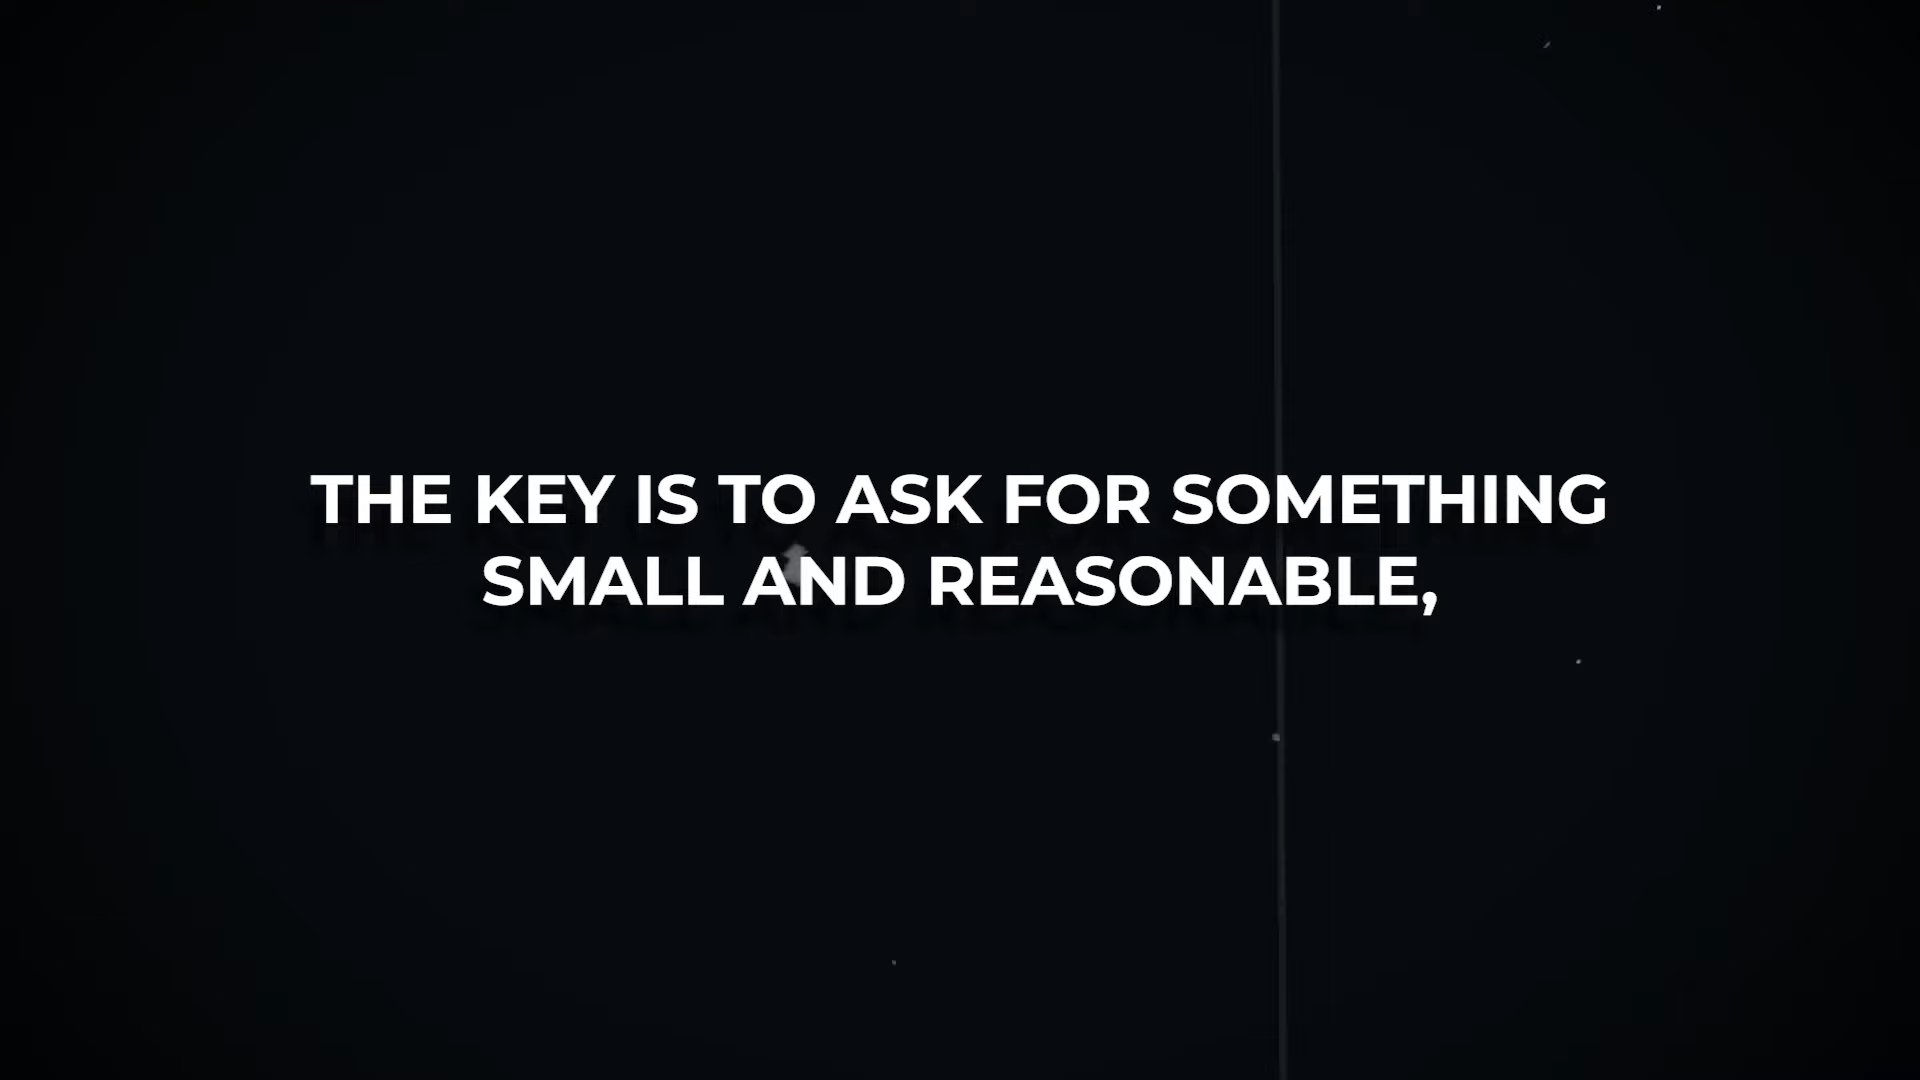 THE KEY IS TO ASK FOR SOMETHING
SMALL AND REASONABLE,